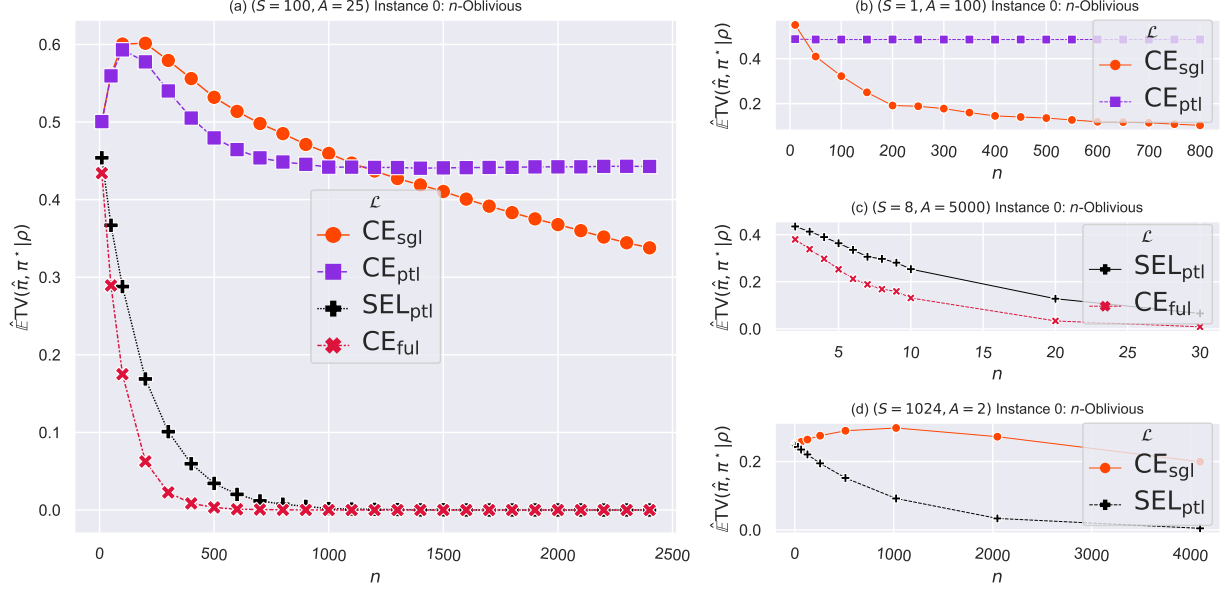 (a) (S = 100, A = 25) Instance 0: n-Oblivious
𝔼̂TV(π̂, π⋆|ρ)
0.6
0.5
0.4
0.3
0.2
0.1
0.0
ℒ
CE_sgl
CE_ptl
SEL_ptl
CE_ful
0 500 1000 1500 2000 2500
n
(b) (S = 1, A = 100) Instance 0: n-Oblivious
𝔼̂TV(π̂, π⋆|ρ)
0.4
0.2
ℒ
CE_sgl
CE_ptl
0 100 200 300 400 500 600 700 800
n
(c) (S = 8, A = 5000) Instance 0: n-Oblivious
𝔼̂TV(π̂, π⋆|ρ)
0.4
0.2
0.0
ℒ
SEL_ptl
CE_ful
5 10 15 20 25 30
n
(d) (S = 1024, A = 2) Instance 0: n-Oblivious
𝔼̂TV(π̂, π⋆|ρ)
0.2
0.0
ℒ
CE_sgl
SEL_ptl
0 1000 2000 3000 4000
n